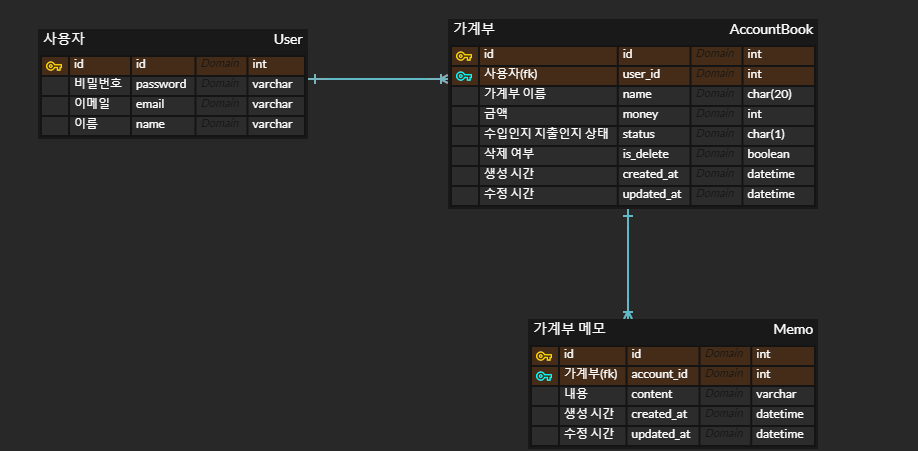 사용자 User
id id Domain int
비밀번호 password Domain varchar
이메일 email Domain varchar
이름 name Domain varchar
가계부 AccountBook
id id Domain int
사용자(fk) user_id Domain int
가계부 이름 name Domain char(20)
금액 money Domain int
수입인지 지출인지 상태 status Domain char(1)
삭제 여부 is_delete Domain boolean
생성 시간 created_at Domain datetime
수정 시간 updated_at Domain datetime
가계부 메모 Memo
id id Domain int
가계부(fk) account_id Domain int
내용 content Domain varchar
생성 시간 created_at Domain datetime
수정 시간 updated_at Domain datetime